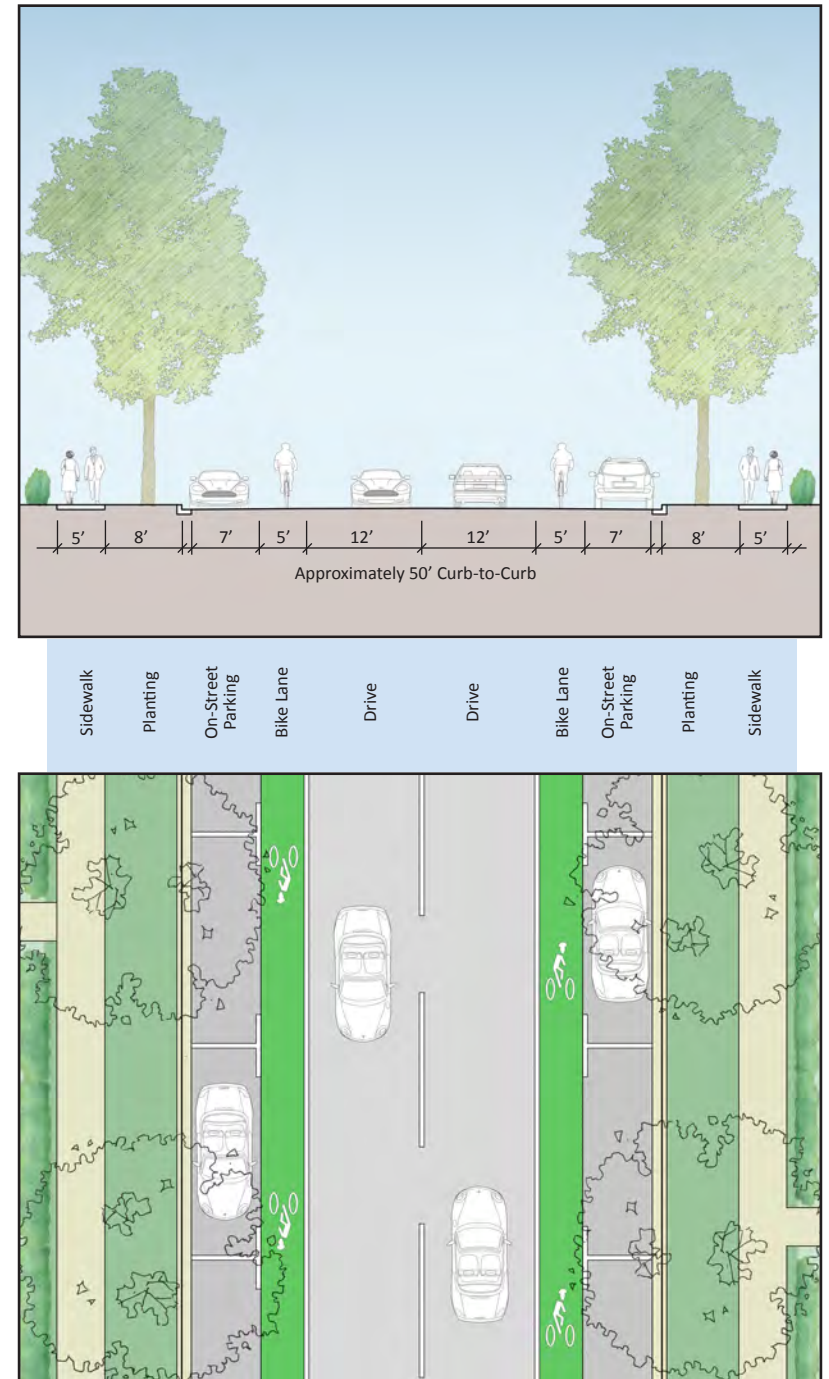 5’ 8’ 7’ 5’ 12’ 12’ 5’ 7’ 8’ 5’
Approximately 50’ Curb-to-Curb
Sidewalk
Planting
On-Street
Parking
Bike Lane
Drive
Drive
Bike Lane
On-Street
Parking
Planting
Sidewalk